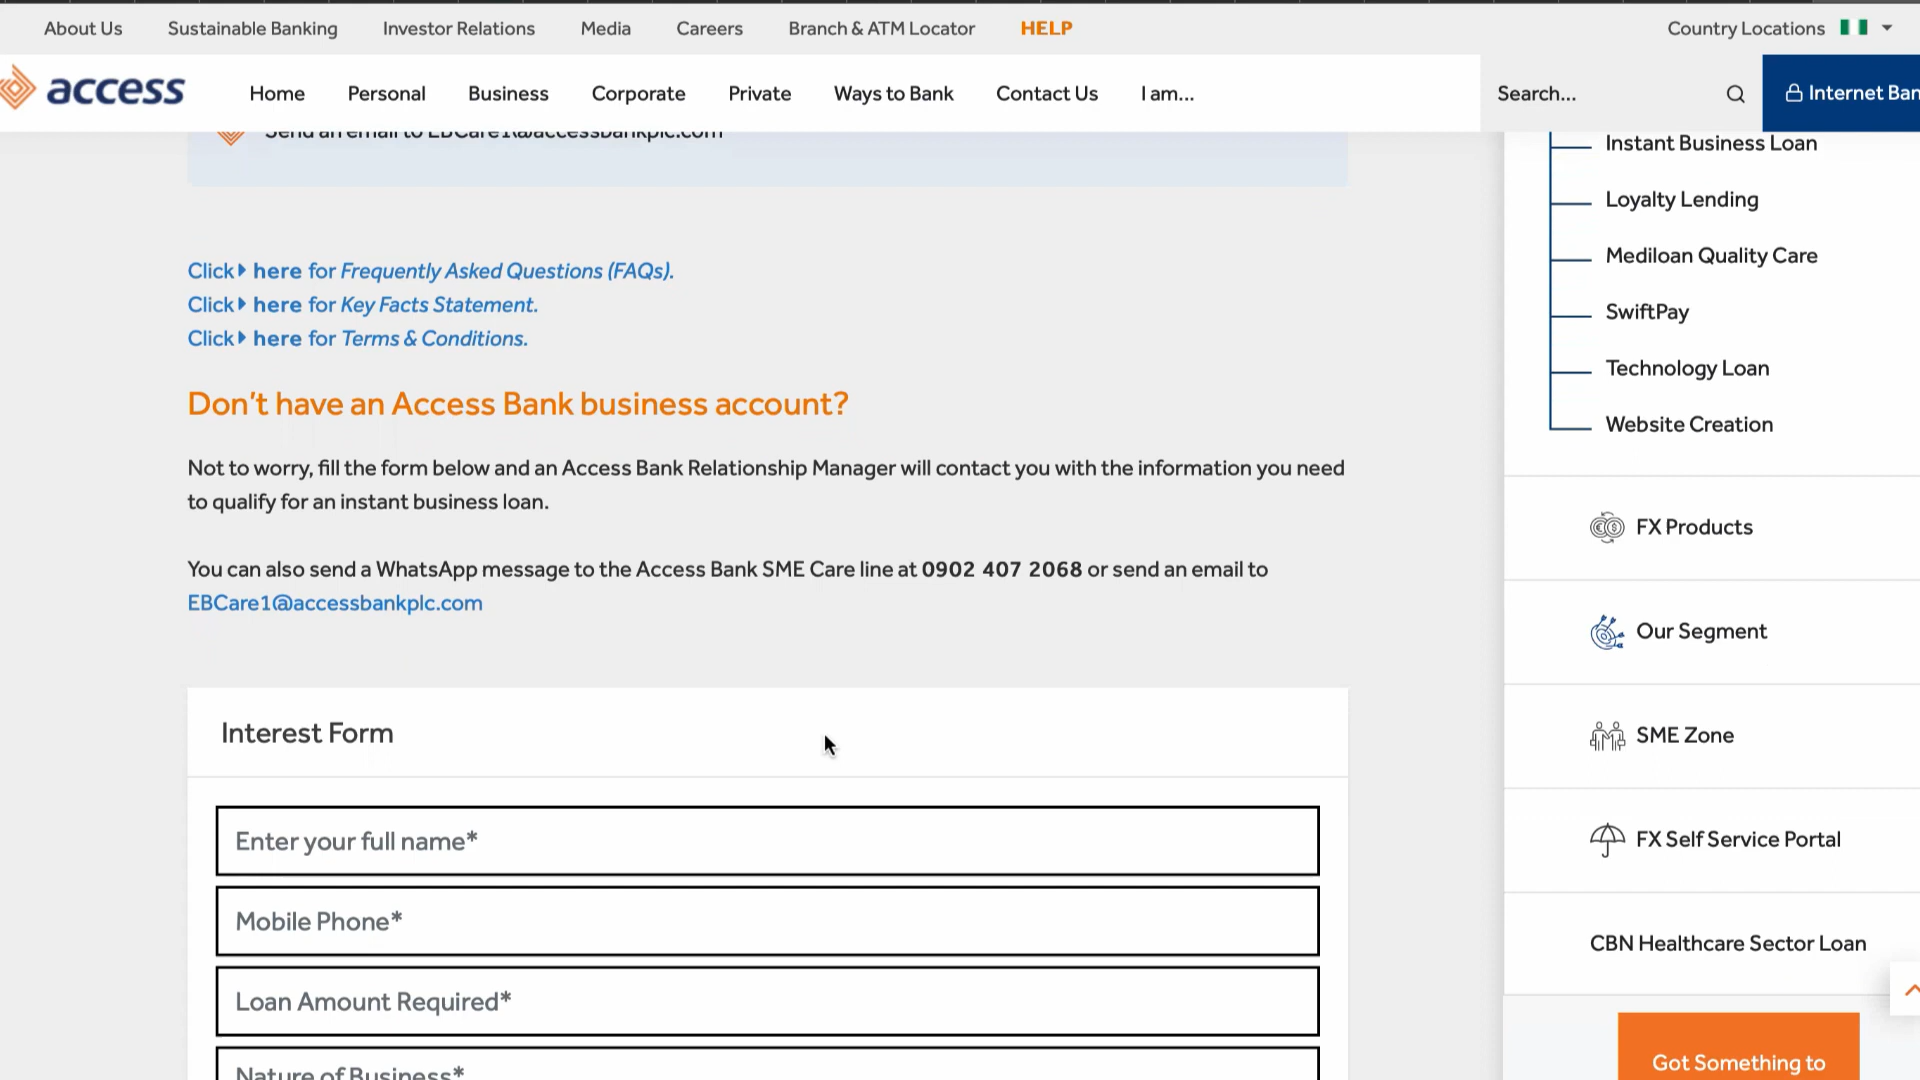 About Us
Sustainable Banking
Investor Relations
Media
Careers
Branch & ATM Locator
HELP
Country Locations
access
Home
Personal
Business
Corporate
Private
Ways to Bank
Contact Us
I am...
Search...
Internet Ban
Send an email to EBCare1@accessbankplc.com
Click here for Frequently Asked Questions (FAQs).
Click here for Key Facts Statement.
Click here for Terms & Conditions.
Don't have an Access Bank business account?
Not to worry, fill the form below and an Access Bank Relationship Manager will contact you with the information you need
to qualify for an instant business loan.
You can also send a WhatsApp message to the Access Bank SME Care line at 0902 407 2068 or send an email to
EBCare1@accessbankplc.com
Interest Form
Enter your full name*
Mobile Phone*
Loan Amount Required*
Nature of Business*
Instant Business Loan
Loyalty Lending
Mediloan Quality Care
SwiftPay
Technology Loan
Website Creation
FX Products
Our Segment
SME Zone
FX Self Service Portal
CBN Healthcare Sector Loan
Got Something to